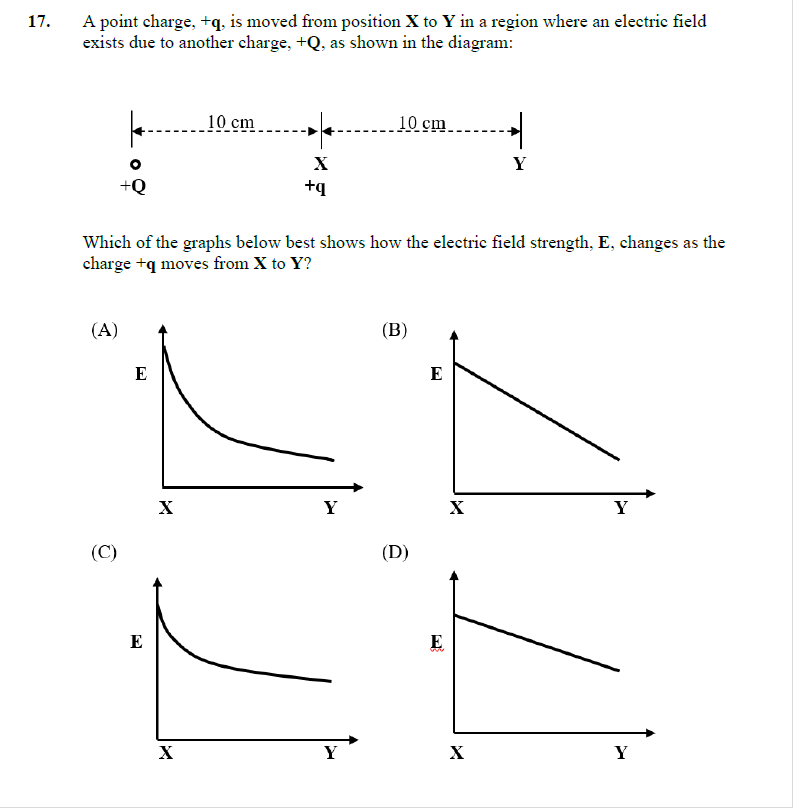 17. A point charge, +q, is moved from position X to Y in a region where an electric field
exists due to another charge, +Q, as shown in the diagram:
10 cm 10 cm
X Y
+Q +q
Which of the graphs below best shows how the electric field strength, E, changes as the
charge +q moves from X to Y?
(A) (B)
E E
X Y X Y
(C) (D)
E E
X Y X Y